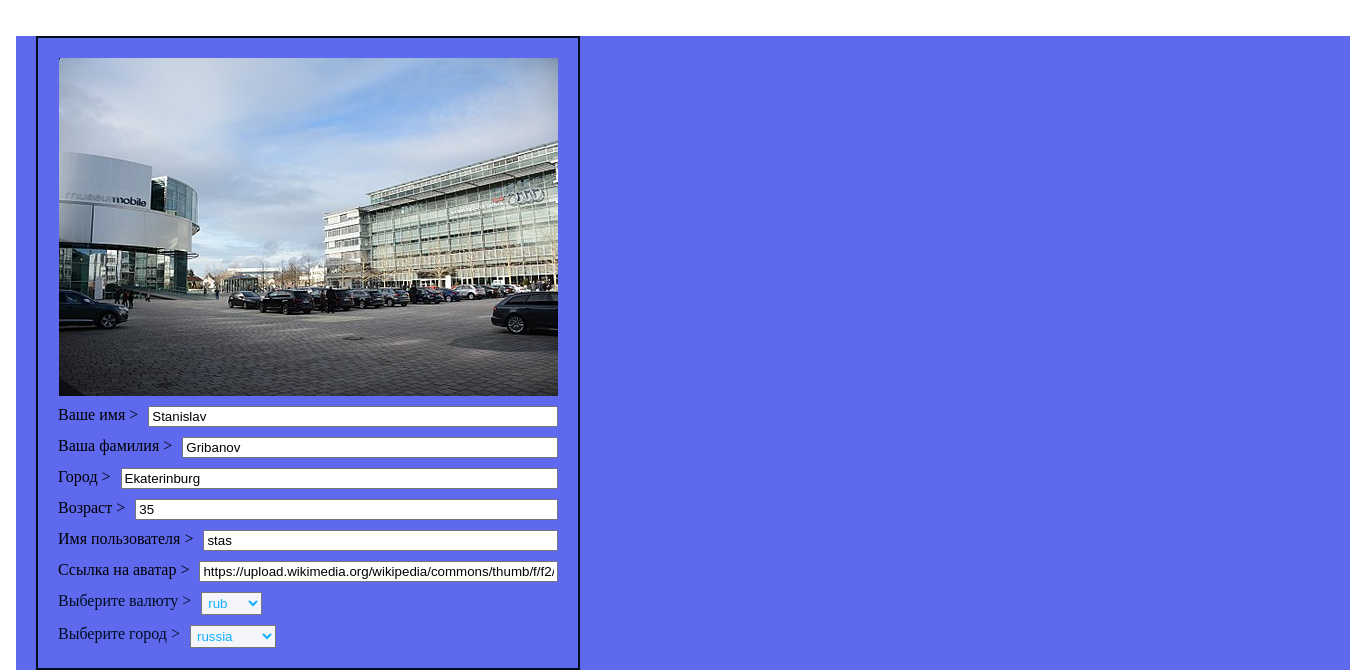 museummobile
Ваше имя > Stanislav
Ваша фамилия > Gribanov
Город > Ekaterinburg
Возраст > 35
Имя пользователя > stas
Ссылка на аватар > https://upload.wikimedia.org/wikipedia/commons/thumb/f/f2/
Выберите валюту > rub
Выберите город > russia